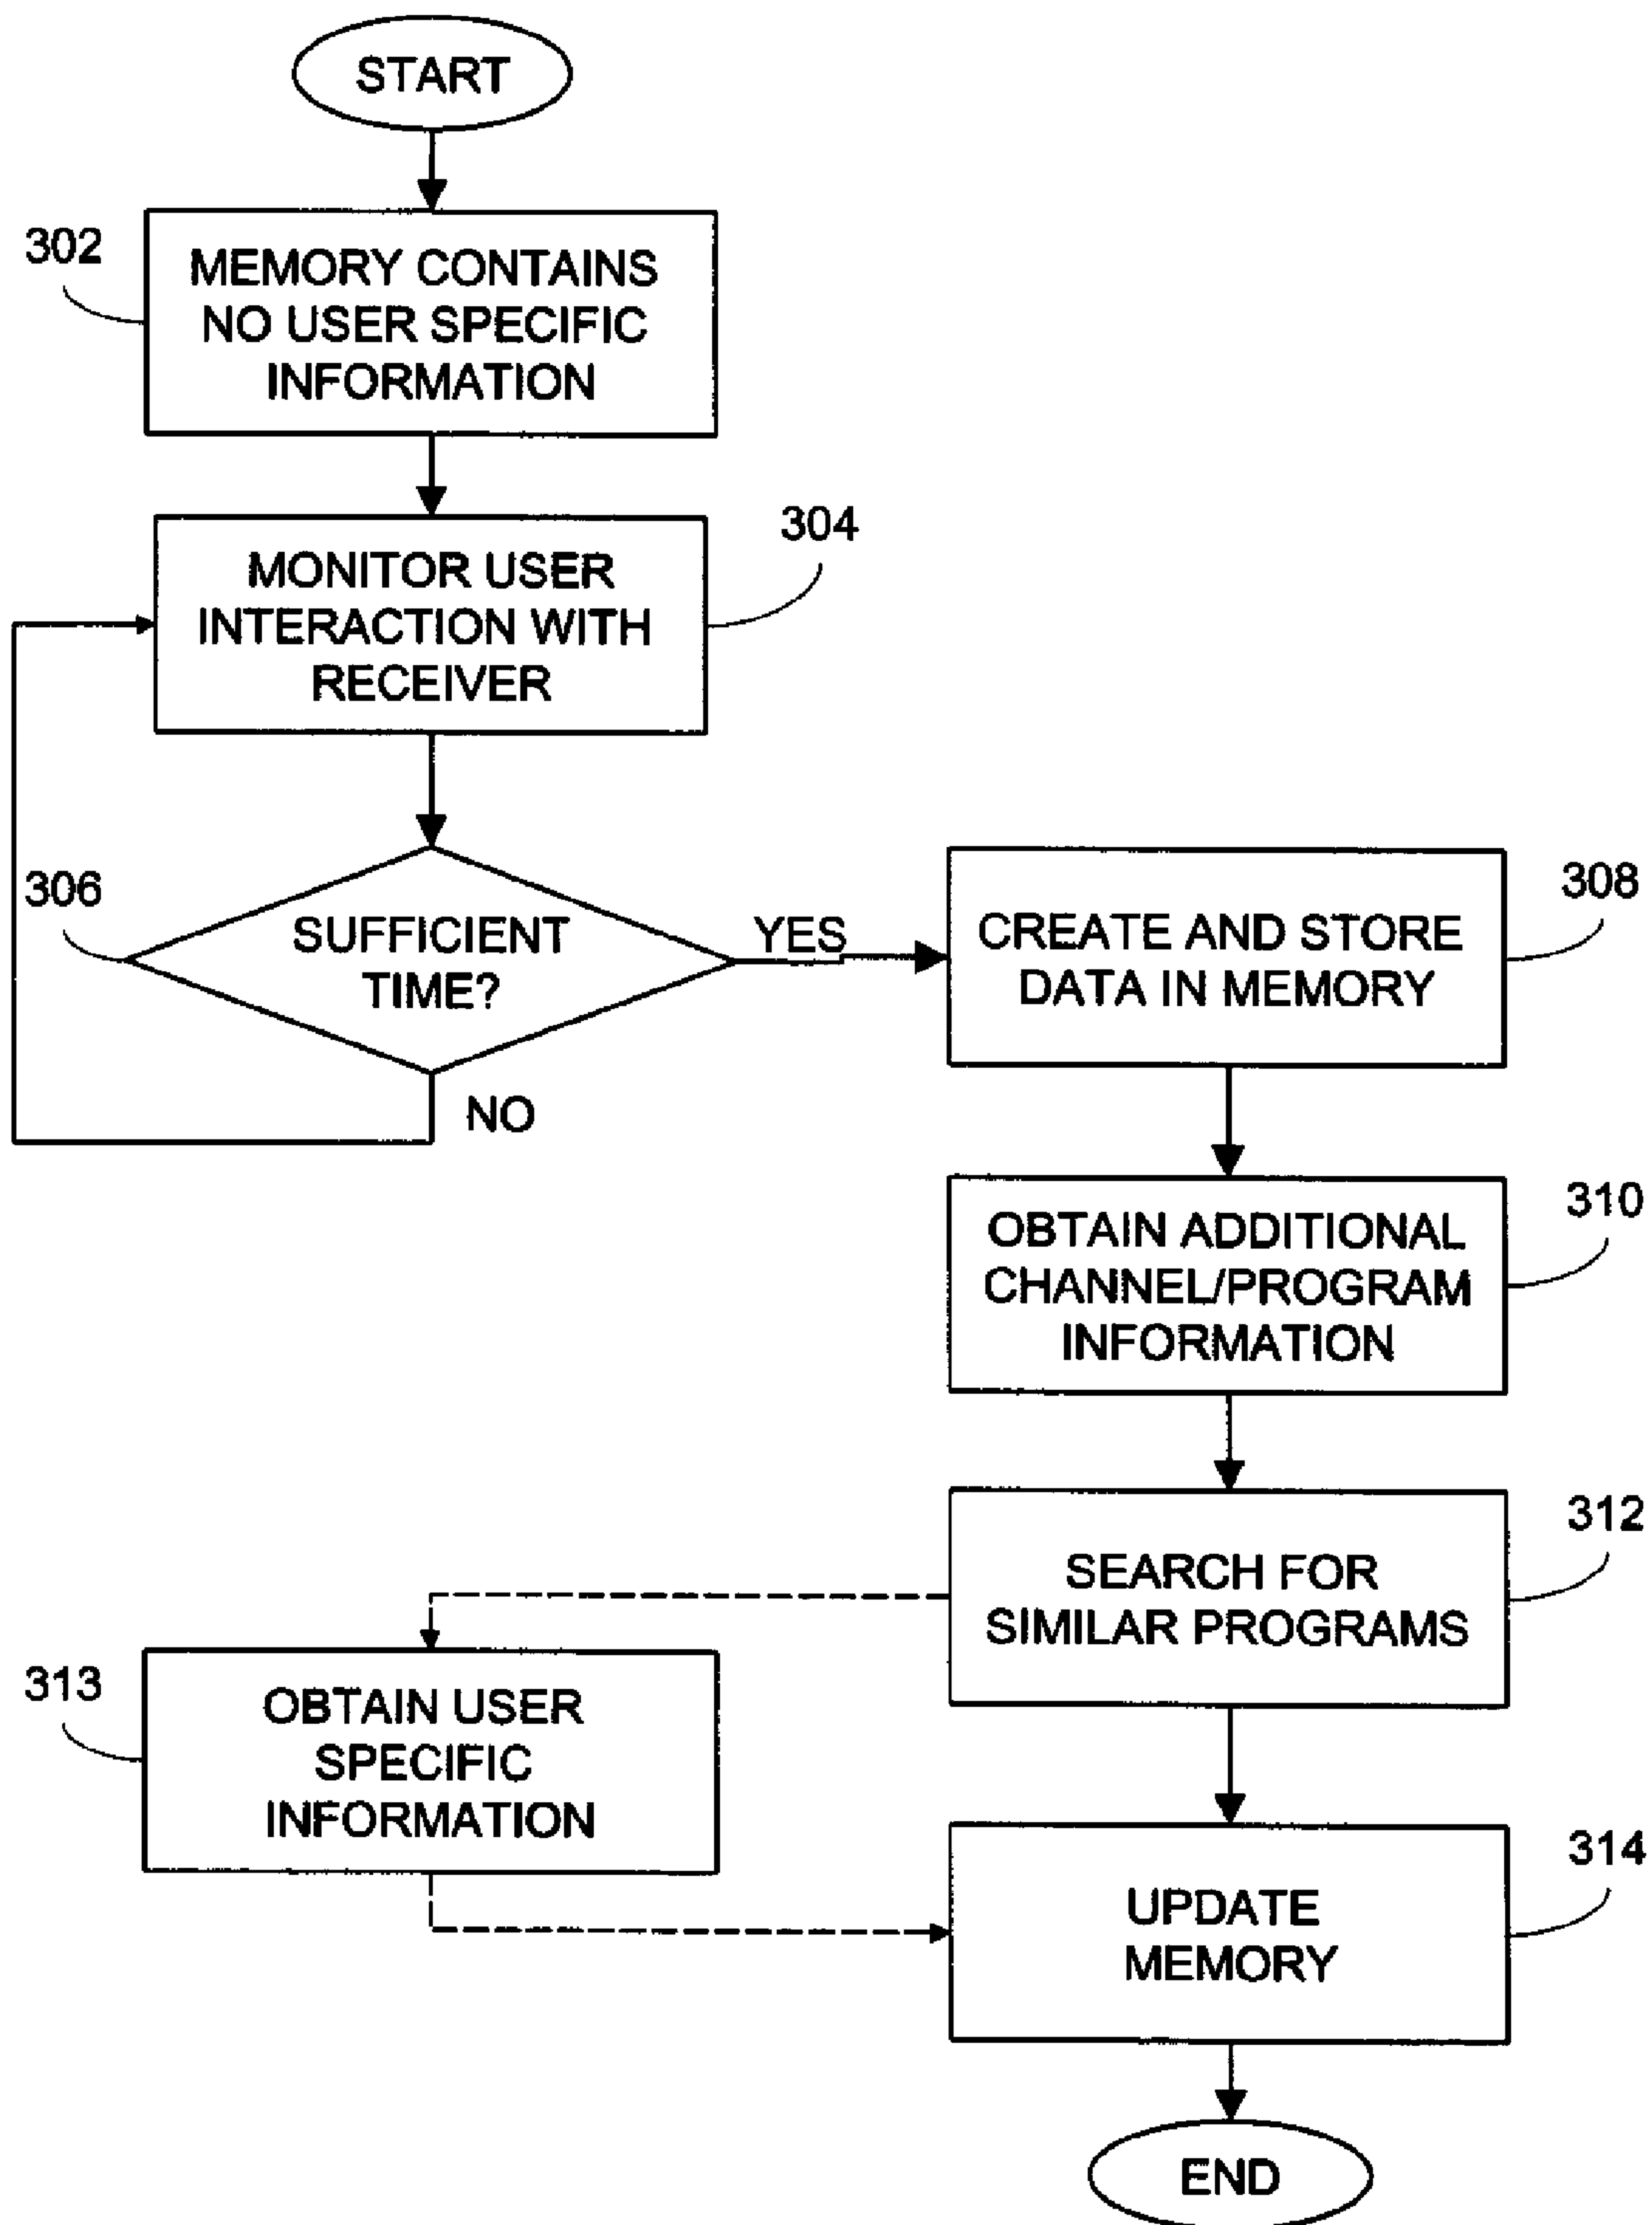 START
302
MEMORY CONTAINS
NO USER SPECIFIC
INFORMATION
304
MONITOR USER
INTERACTION WITH
RECEIVER
306
SUFFICIENT
TIME?
YES
NO
308
CREATE AND STORE
DATA IN MEMORY
310
OBTAIN ADDITIONAL
CHANNEL/PROGRAM
INFORMATION
312
SEARCH FOR
SIMILAR PROGRAMS
313
OBTAIN USER
SPECIFIC
INFORMATION
314
UPDATE
MEMORY
END